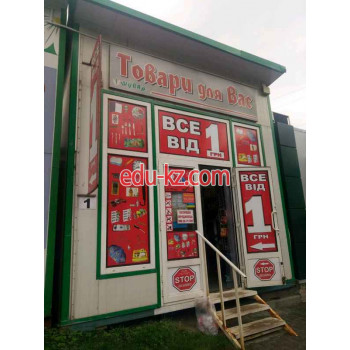 Товари для Вас
ВСЕ
ВІД
1
ГРН
ВСЕ
ВІД
1
ГРН
edu-kz.com
1
STOP
STOP